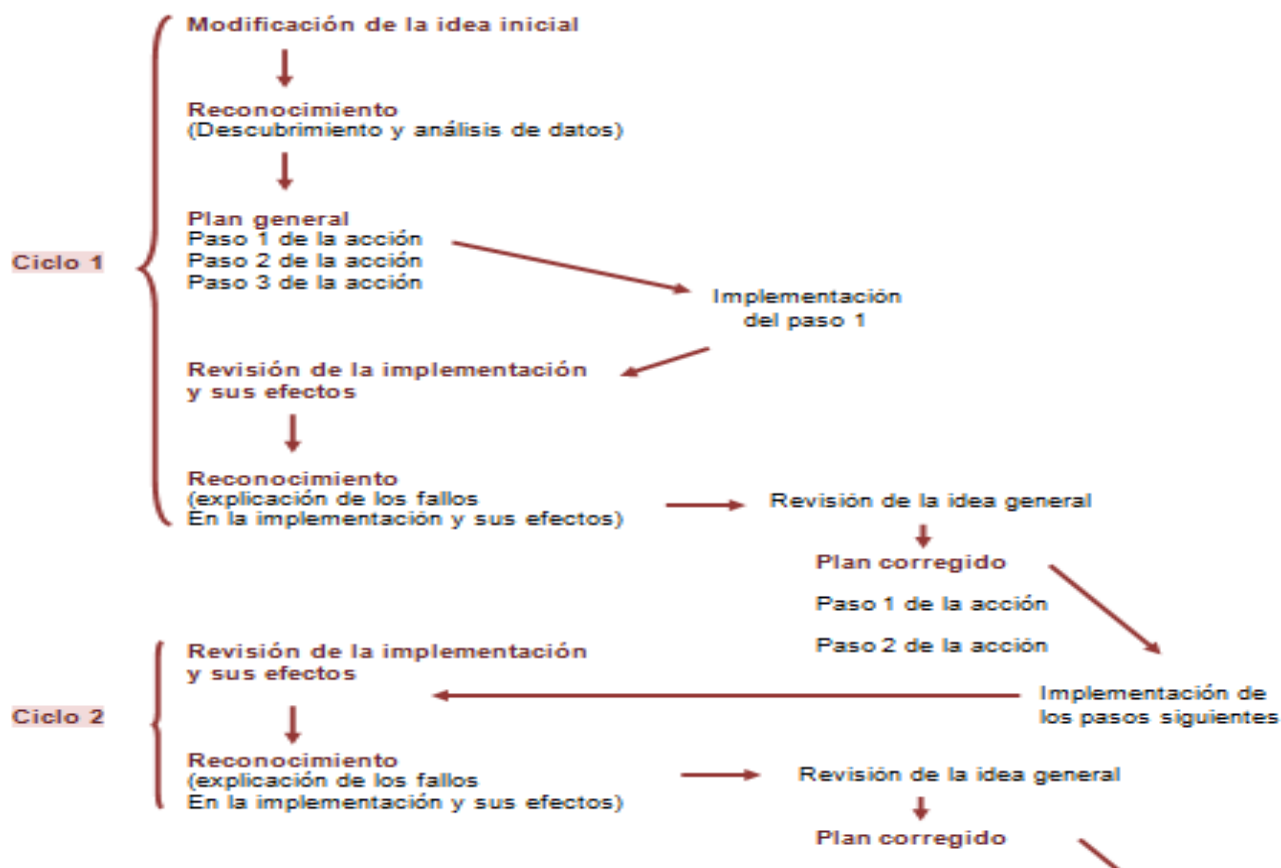 Modificación de la idea inicial
Reconocimiento
(Descubrimiento y análisis de datos)
Plan general
Paso 1 de la acción
Paso 2 de la acción
Paso 3 de la acción
Ciclo 1
Implementación
del paso 1
Revisión de la implementación
y sus efectos
Reconocimiento
(explicación de los fallos
En la implementación y sus efectos)
Revisión de la idea general
Plan corregido
Paso 1 de la acción
Paso 2 de la acción
Implementación de
los pasos siguientes
Ciclo 2
Revisión de la implementación
y sus efectos
Reconocimiento
(explicación de los fallos
En la implementación y sus efectos)
Revisión de la idea general
Plan corregido